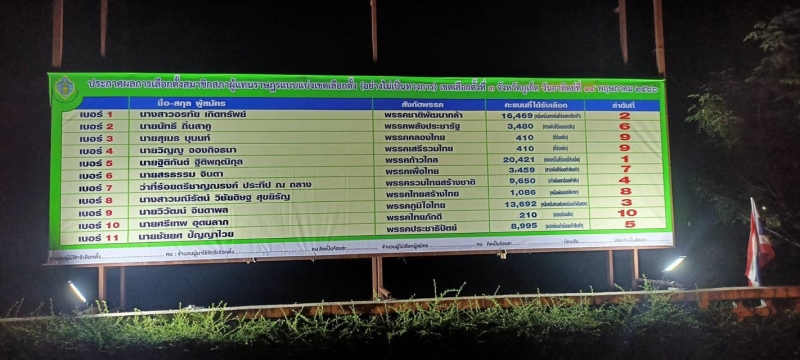 ประกาศผลการเลือกตั้งสมาชิกสภาผู้แทนราษฎรแบบแบ่งเขตเลือกตั้ง (อย่างไม่เป็นทางการ) เขตเลือกตั้งที่ ๑ จังหวัดภูเก็ต วันอาทิตย์ที่ ๑๔ พฤษภาคม ๒๕๖๖
ชื่อ-สกุล ผู้สมัคร สังกัดพรรค คะแนนที่ได้รับเลือก ลำดับที่
เบอร์ 1 นางสาวอรทัย เกิดทรัพย์ พรรคชาติพัฒนากล้า 16,469 2
เบอร์ 2 นายนัทธี ถิ่นสาคู พรรคพลังประชารัฐ 3,480 6
เบอร์ 3 นายสุเมธ บุนนท์ พรรคคลองไทย 410 9
เบอร์ 4 นายวิญญู จองกิจรนา พรรคเสรีรวมไทย 410 9
เบอร์ 5 นายฐิติกันต์ ฐิติพฤฒิกุล พรรคก้าวไกล 20,421 1
เบอร์ 6 นายสรธรรม จินดา พรรคเพื่อไทย 3,459 7
เบอร์ 7 ว่าที่ร้อยตรีญาณรงค์ ประทีป ณ ถลาง พรรครวมไทยสร้างชาติ 9,650 4
เบอร์ 8 นางสาวมณีรัตน์ วิชัยดิษฐ สุขยิรัญ พรรคไทยสร้างไทย 1,086 8
เบอร์ 9 นายวิวัฒน์ จินดาพล พรรคภูมิใจไทย 13,692 3
เบอร์ 10 นายศรีเทพ อุดมลาภ พรรคไทยภักดี 210 10
เบอร์ 11 นายชัยยศ ปัญญาไวย พรรคประชาธิปัตย์ 8,995 5